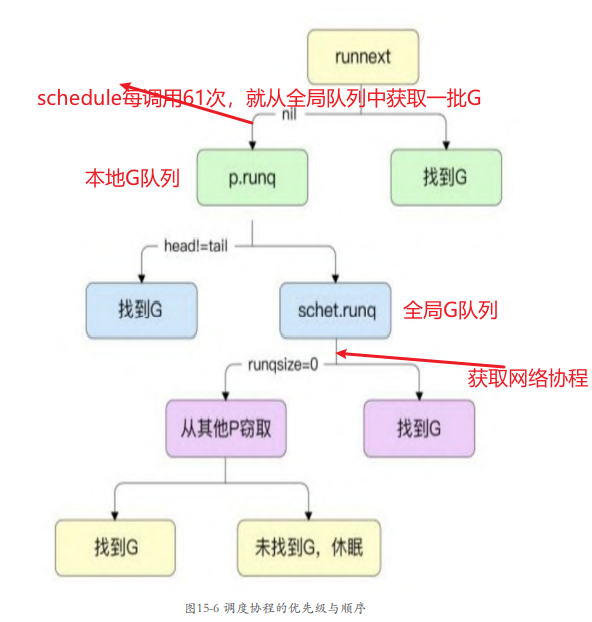 runnext
schedule每调用61次，就从全局队列中获取一批G
nil
本地G队列
p.runq
找到G
head!=tail
找到G
schet.runq
全局G队列
runqsize=0
获取网络协程
从其他P窃取
找到G
找到G
未找到G，休眠
图15-6 调度协程的优先级与顺序